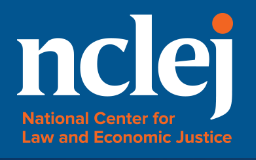 nclej
National Center for
Law and Economic Justice